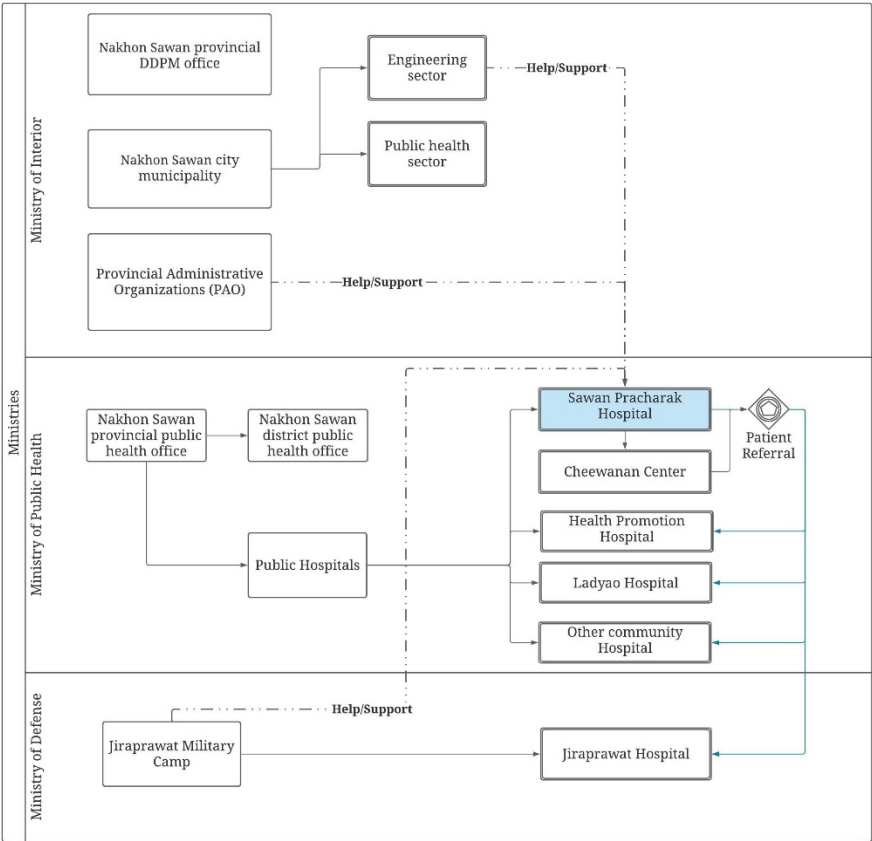 Ministries
Ministry of Interior
Nakhon Sawan provincial
DDPM office
Engineering
sector
Help/Support
Nakhon Sawan city
municipality
Public health
sector
Provincial Administrative
Organizations (PAO)
Help/Support
Ministry of Public Health
Nakhon Sawan
provincial public
health office
Nakhon Sawan
district public
health office
Sawan Pracharak
Hospital
Patient
Referral
Cheewanan Center
Public Hospitals
Health Promotion
Hospital
Ladyao Hospital
Other community
Hospital
Ministry of Defense
Help/Support
Jiraprawat Military
Camp
Jiraprawat Hospital